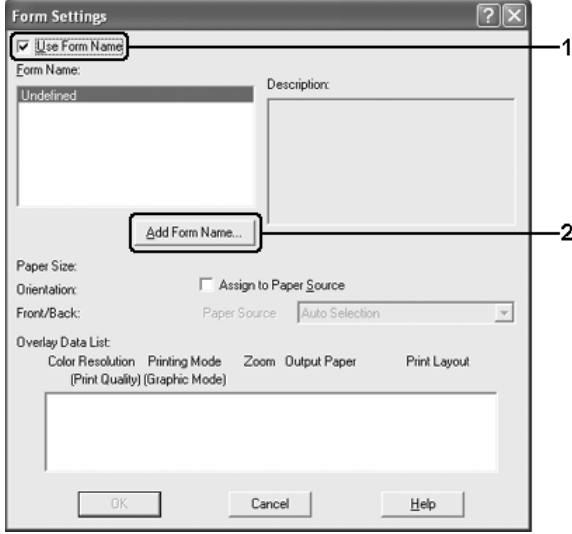 Form Settings
Use Form Name
1
Form Name:
Description:
Undefined
Add Form Name...
2
Paper Size:
Orientation:
Assign to Paper Source
Front/Back:
Paper Source
Auto Selection
Overlay Data List:
Color Resolution Printing Mode Zoom Output Paper Print Layout
(Print Quality) (Graphic Mode)
OK
Cancel
Help